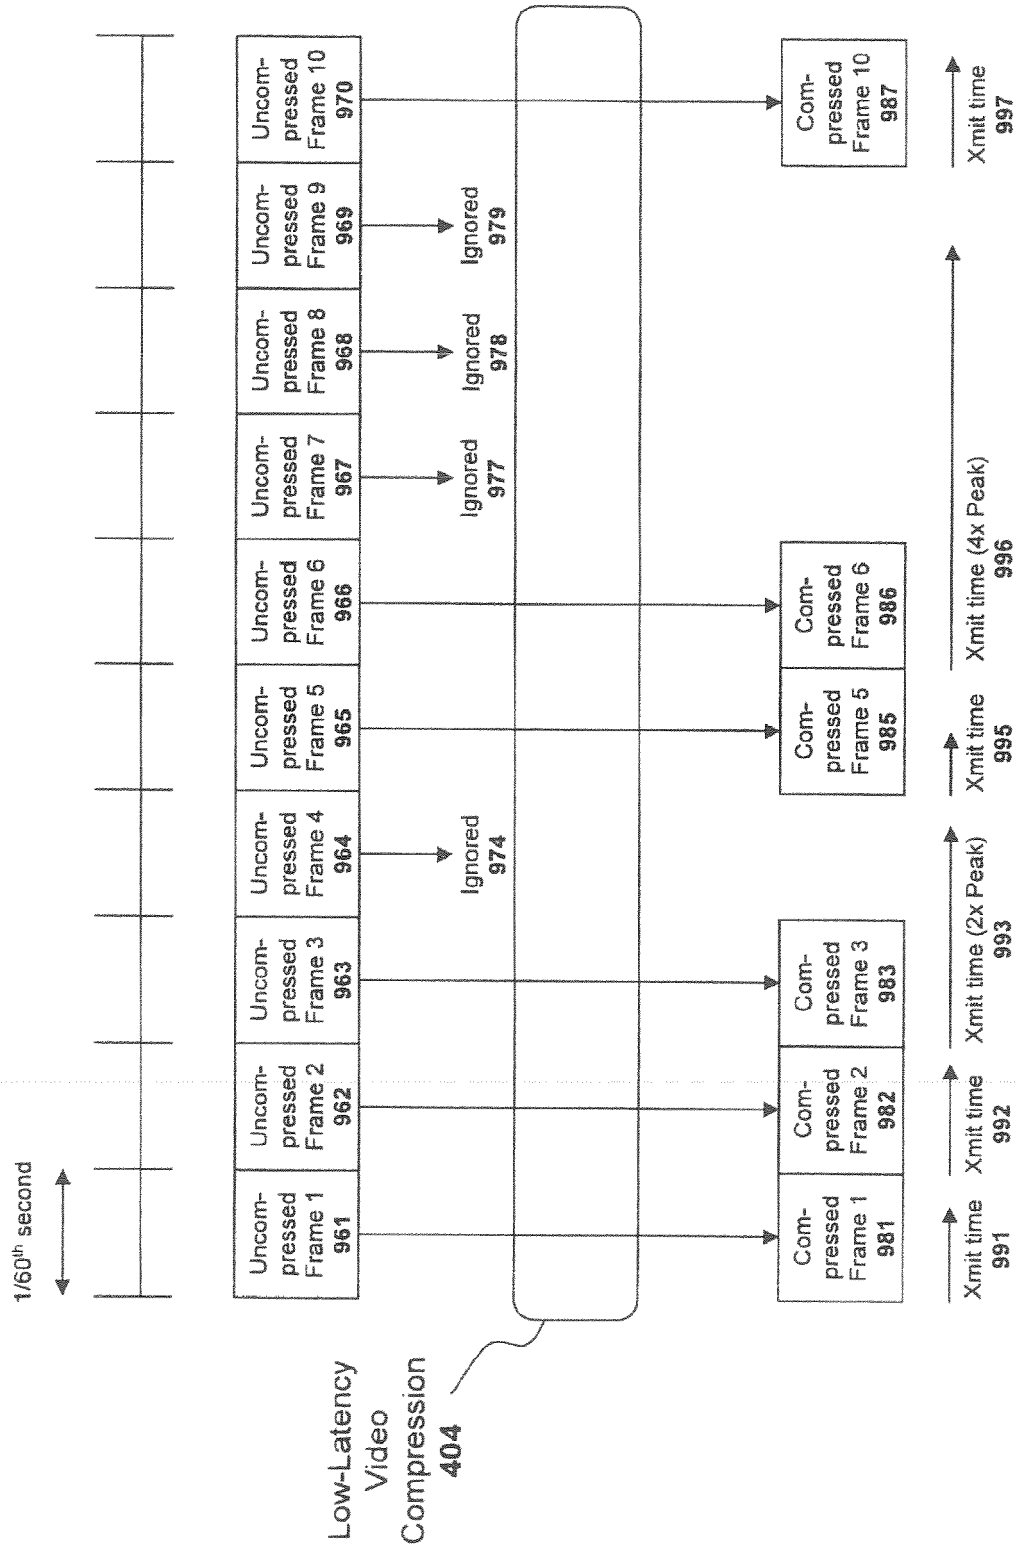 1/60th second
Uncom-
pressed
Frame 1
961
Uncom-
pressed
Frame 2
962
Uncom-
pressed
Frame 3
963
Uncom-
pressed
Frame 4
964
Uncom-
pressed
Frame 5
965
Uncom-
pressed
Frame 6
966
Uncom-
pressed
Frame 7
967
Uncom-
pressed
Frame 8
968
Uncom-
pressed
Frame 9
969
Uncom-
pressed
Frame 10
970
Ignored
974
Ignored
977
Ignored
978
Ignored
979
Low-Latency
Video
Compression
404
Com-
pressed
Frame 1
981
Com-
pressed
Frame 2
982
Com-
pressed
Frame 3
983
Com-
pressed
Frame 5
985
Com-
pressed
Frame 6
986
Com-
pressed
Frame 10
987
Xmit time
991
Xmit time
992
Xmit time (2x Peak)
993
Xmit time
995
Xmit time (4x Peak)
996
Xmit time
997